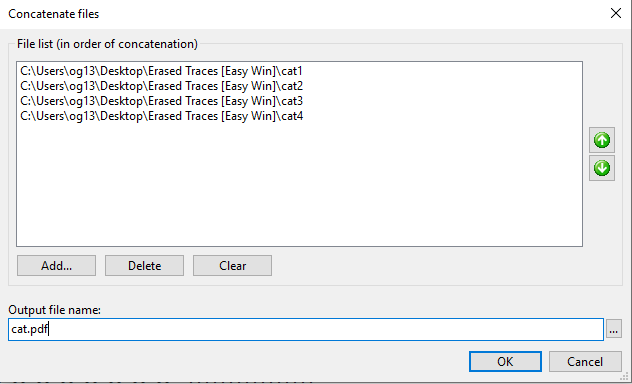 Concatenate files
File list (in order of concatenation)
C:\Users\og13\Desktop\Erased Traces [Easy Win]\cat1
C:\Users\og13\Desktop\Erased Traces [Easy Win]\cat2
C:\Users\og13\Desktop\Erased Traces [Easy Win]\cat3
C:\Users\og13\Desktop\Erased Traces [Easy Win]\cat4
Add... Delete Clear
Output file name:
cat.pdf ...
OK Cancel